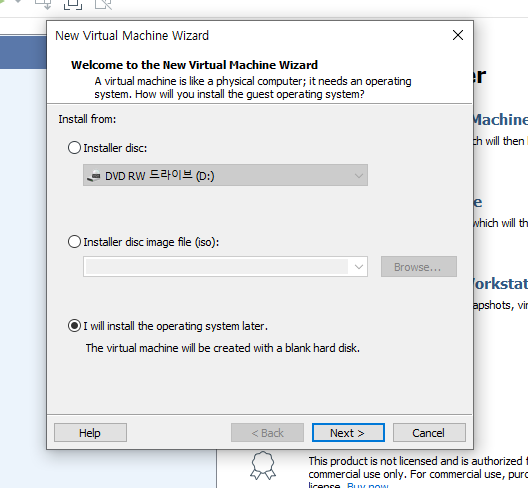 New Virtual Machine Wizard
Welcome to the New Virtual Machine Wizard
A virtual machine is like a physical computer; it needs an operating
system. How will you install the guest operating system?
Install from:
Installer disc:
DVD RW 드라이브 (D:)
Installer disc image file (iso):
Browse...
I will install the operating system later.
The virtual machine will be created with a blank hard disk.
Help
< Back
Next >
Cancel
er
Machine
ch will then
e
which will th
Workstat
apshots, vir
This product is not licensed and is authorized f
commercial use only. For commercial use, purc
license. Buy now